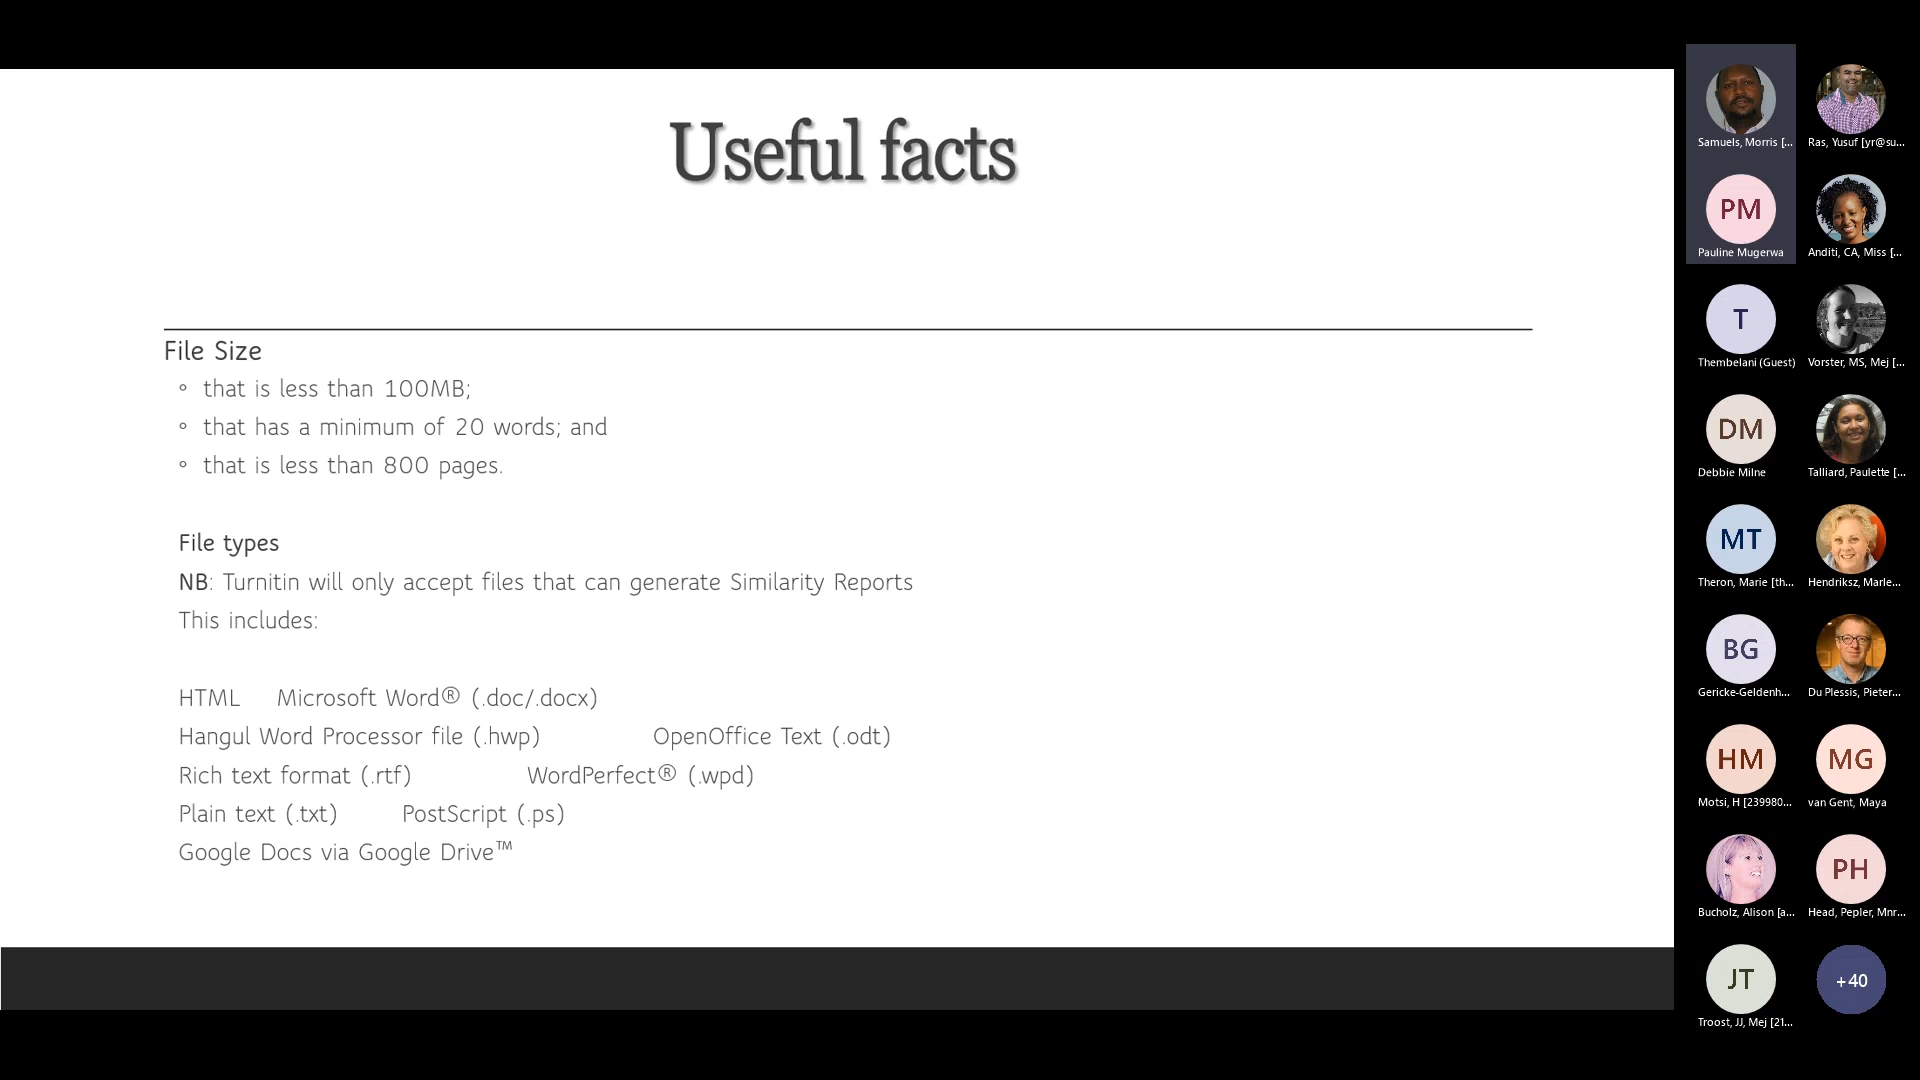 Useful facts
File Size
° that is less than 100MB;
° that has a minimum of 20 words; and
° that is less than 800 pages.
File types
NB: Turnitin will only accept files that can generate Similarity Reports
This includes:
HTML Microsoft Word® (.doc/.docx)
Hangul Word Processor file (.hwp) OpenOffice Text (.odt)
Rich text format (.rtf) WordPerfect® (.wpd)
Plain text (.txt) PostScript (.ps)
Google Docs via Google Drive™
Samuels, Morris [... Ras, Yusuf [yr@su...
PM
Pauline Mugerwa Anditi, CA, Miss [...
T
Thembelani (Guest) Vorster, MS, Mej [...
DM
Debbie Milne Talliard, Paulette [...
MT
Theron, Marie [th... Hendriksz, Marle...
BG
Gericke-Geldenh... Du Plessis, Pieter...
HM MG
Motsi, H [239980... van Gent, Maya
PH
Bucholz, Alison [a... Head, Pepler, Mnr...
JT +40
Troost, JJ, Mej [21...